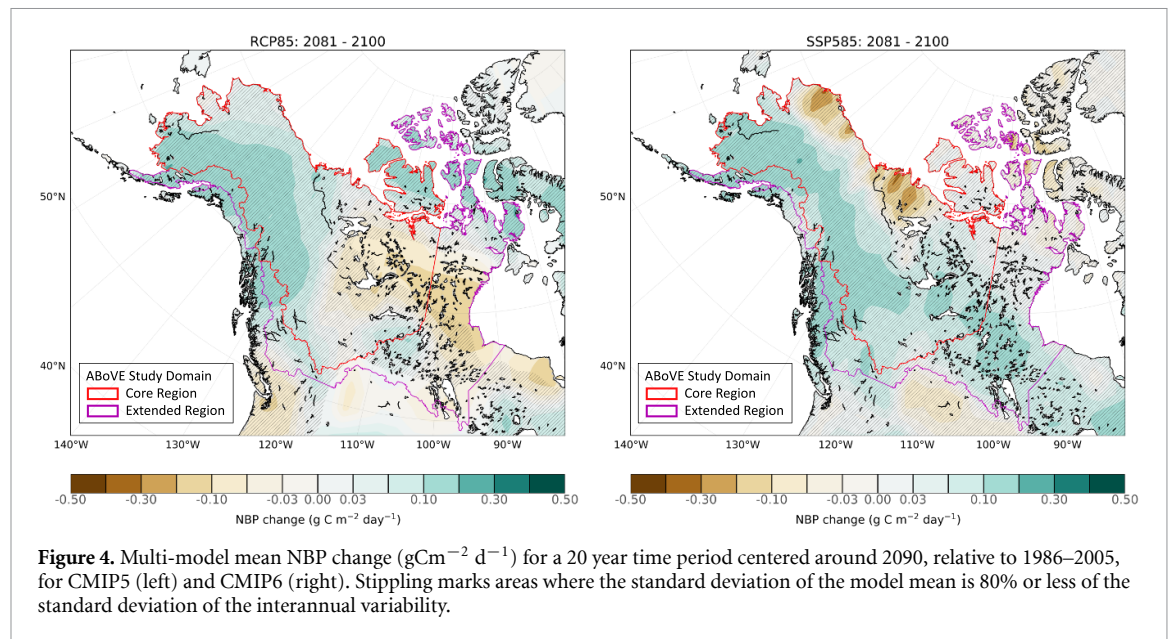 RCP85: 2081 - 2100
SSP585: 2081 - 2100
50°N
40°N
ABoVE Study Domain
Core Region
Extended Region
140°W 130°W 120°W 110°W 100°W 90°W
50°N
40°N
ABoVE Study Domain
Core Region
Extended Region
140°W 130°W 120°W 110°W 100°W 90°W
-0.50 -0.30 -0.10 -0.03 0.00 0.03 0.10 0.30 0.50
NBP change (g C m⁻² day⁻¹)
-0.50 -0.30 -0.10 -0.03 0.00 0.03 0.10 0.30 0.50
NBP change (g C m⁻² day⁻¹)
Figure 4. Multi-model mean NBP change (gCm⁻² d⁻¹) for a 20 year time period centered around 2090, relative to 1986–2005,
for CMIP5 (left) and CMIP6 (right). Stippling marks areas where the standard deviation of the model mean is 80% or less of the
standard deviation of the interannual variability.